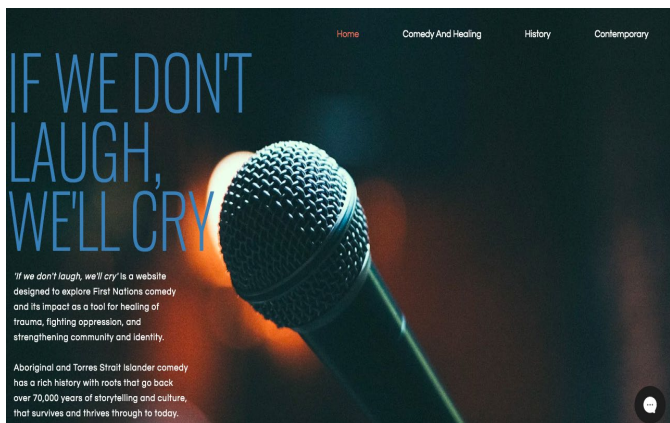 Home Comedy And Healing History Contemporary
IF WE DON'T
LAUGH,
WE'LL CRY
'If we don't laugh, we'll cry' Is a website
designed to explore First Nations comedy
and its impact as a tool for healing of
trauma, fighting oppression, and
strengthening community and identity.
Aboriginal and Torres Strait Islander comedy
has a rich history with roots that go back
over 70,000 years of storytelling and culture,
that survives and thrives through to today.